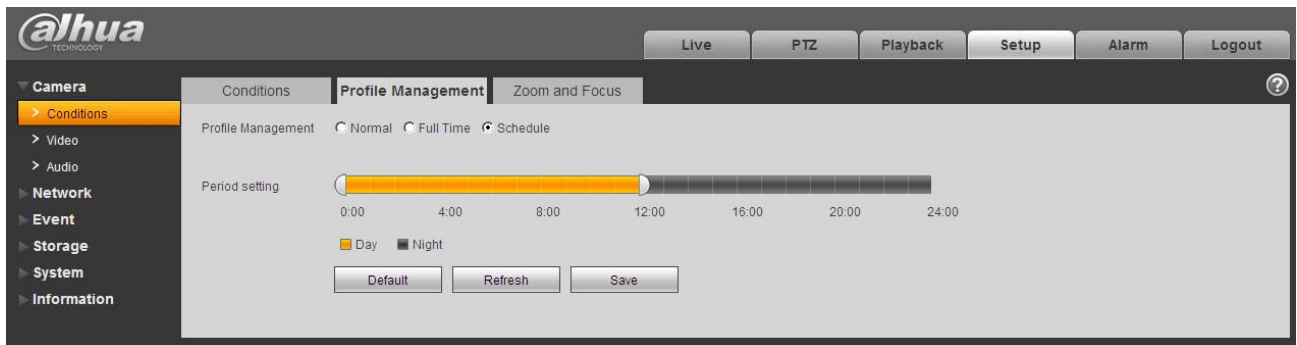 alhua
TECHNOLOGY
Live PTZ Playback Setup Alarm Logout
Camera
Conditions
Video
Audio
Network
Event
Storage
System
Information
Conditions Profile Management Zoom and Focus
?
Profile Management Normal Full Time Schedule
Period setting
0:00 4:00 8:00 12:00 16:00 20:00 24:00
Day Night
Default Refresh Save